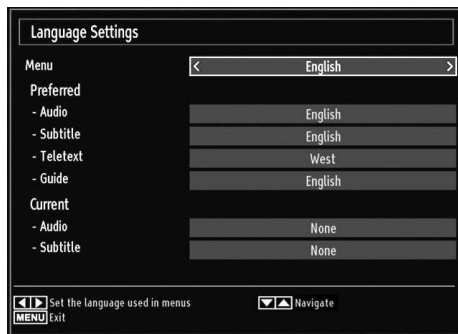 Language Settings
Menu < English >
Preferred
- Audio English
- Subtitle English
- Teletext West
- Guide English
Current
- Audio None
- Subtitle None
◀ ▶ Set the language used in menus ▼ ▲ Navigate
MENU Exit